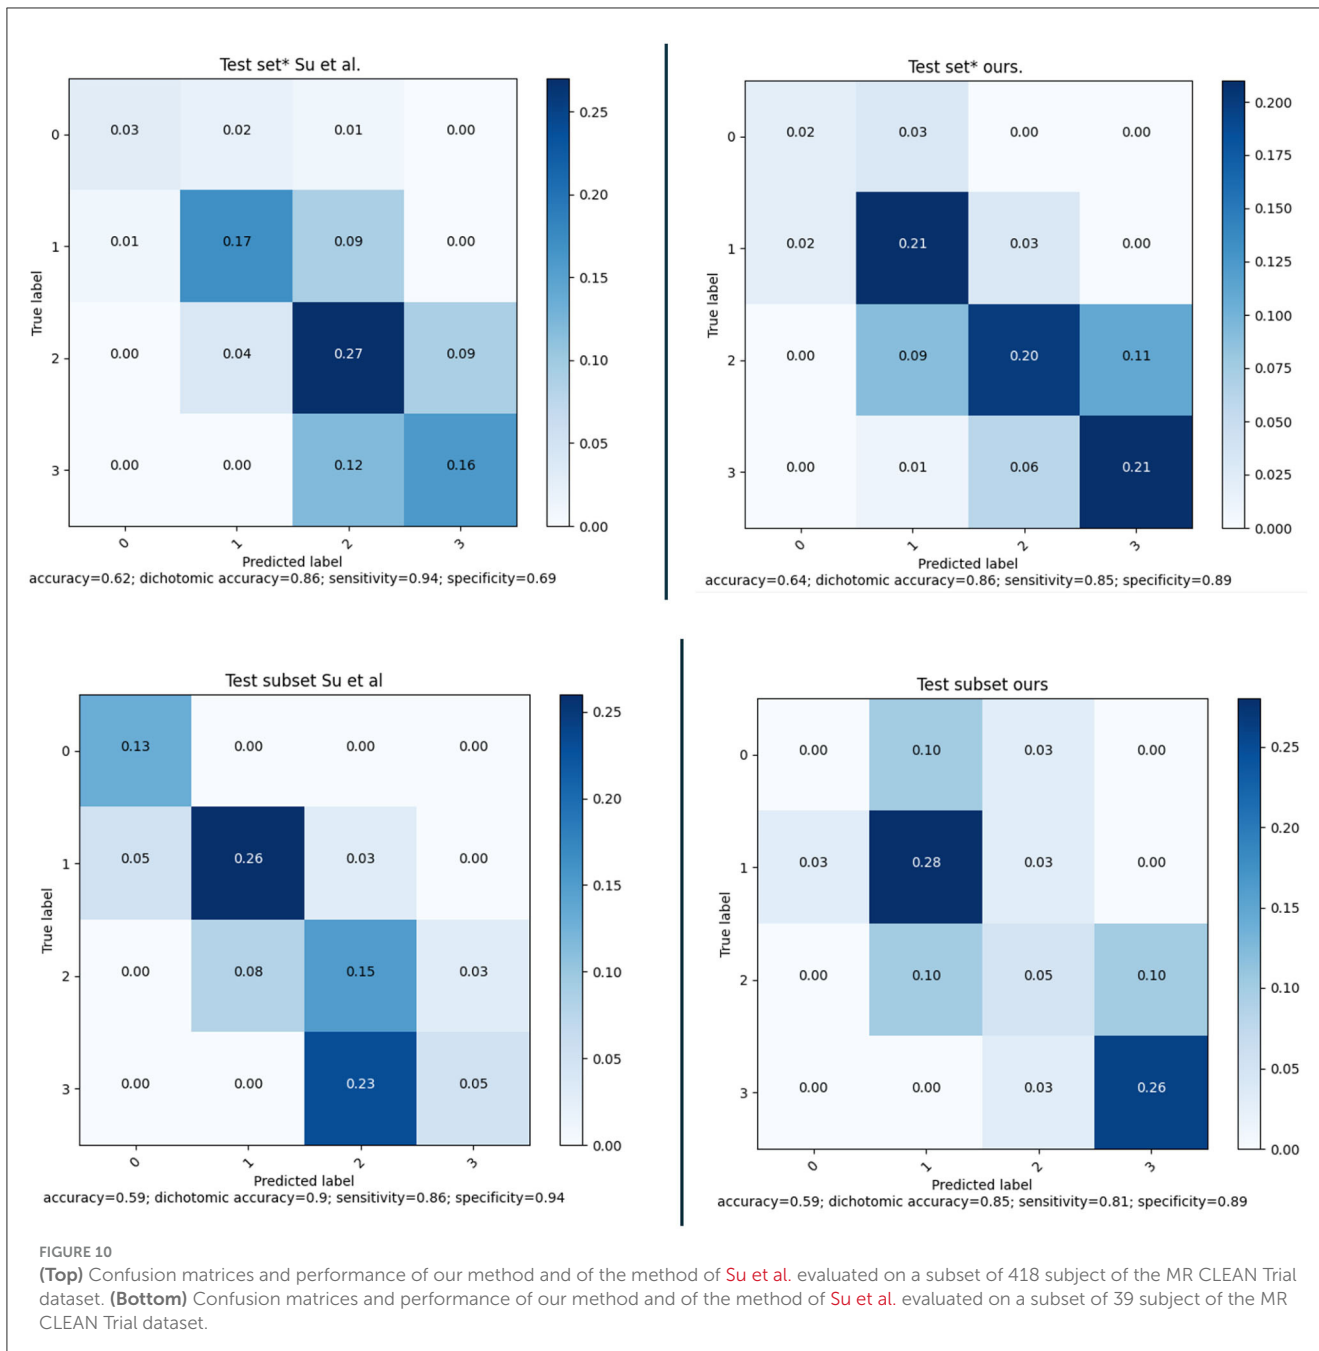 Test set* Su et al.
0 0.03 0.02 0.01 0.00
1 0.01 0.17 0.09 0.00
2 0.00 0.04 0.27 0.09
3 0.00 0.00 0.12 0.16
True label
0 1 2 3
Predicted label
0.25
0.20
0.15
0.10
0.05
0.00
accuracy=0.62; dichotomic accuracy=0.86; sensitivity=0.94; specificity=0.69
Test set* ours.
0 0.02 0.03 0.00 0.00
1 0.02 0.21 0.03 0.00
2 0.00 0.09 0.20 0.11
3 0.00 0.01 0.06 0.21
True label
0 1 2 3
Predicted label
0.200
0.175
0.150
0.125
0.100
0.075
0.050
0.025
0.000
accuracy=0.64; dichotomic accuracy=0.86; sensitivity=0.85; specificity=0.89
Test subset Su et al
0 0.13 0.00 0.00 0.00
1 0.05 0.26 0.03 0.00
2 0.00 0.08 0.15 0.03
3 0.00 0.00 0.23 0.05
True label
0 1 2 3
Predicted label
0.25
0.20
0.15
0.10
0.05
0.00
accuracy=0.59; dichotomic accuracy=0.9; sensitivity=0.86; specificity=0.94
Test subset ours
0 0.00 0.10 0.03 0.00
1 0.03 0.28 0.03 0.00
2 0.00 0.10 0.05 0.10
3 0.00 0.00 0.03 0.26
True label
0 1 2 3
Predicted label
0.25
0.20
0.15
0.10
0.05
0.00
accuracy=0.59; dichotomic accuracy=0.85; sensitivity=0.81; specificity=0.89
FIGURE 10
(Top) Confusion matrices and performance of our method and of the method of Su et al. evaluated on a subset of 418 subject of the MR CLEAN Trial
dataset. (Bottom) Confusion matrices and performance of our method and of the method of Su et al. evaluated on a subset of 39 subject of the MR
CLEAN Trial dataset.